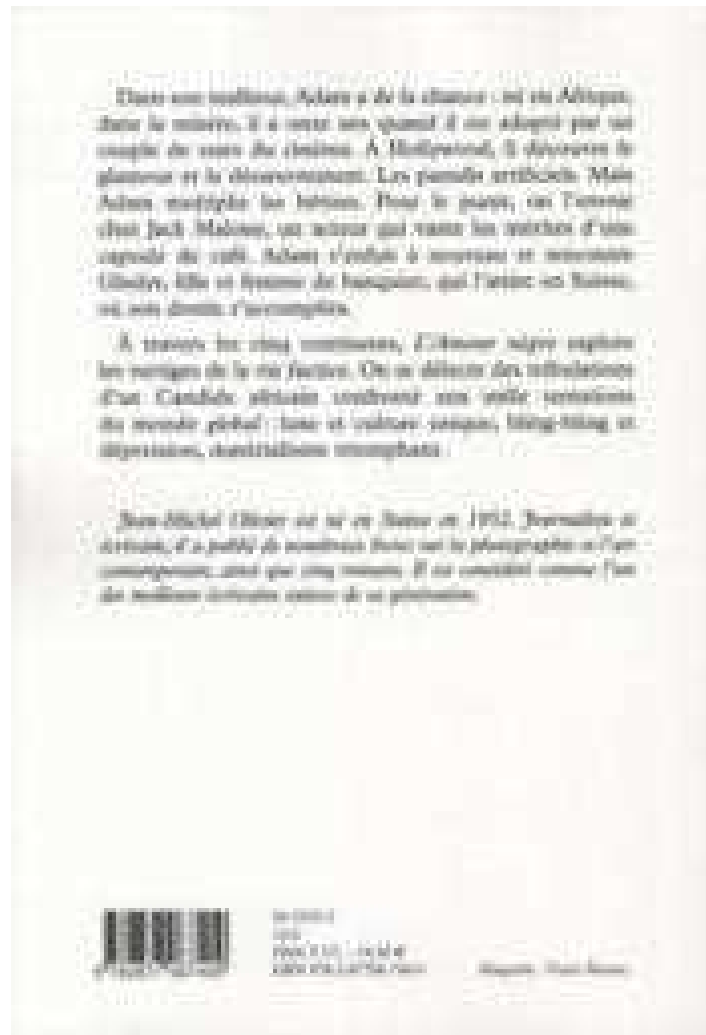 Dans son malheur, Adam a de la chance : né en Afrique,
dans la misère, il a onze ans quand il est adopté par un
couple de stars du cinéma. À Hollywood, il découvre le
glamour et le désœuvrement. Les paradis artificiels. Mais
Adam multiplie les bêtises. Pour le punir, on l'envoie
chez Jack Malone, un acteur qui vante les mérites d'une
capsule de café. Adam s'enfuit à nouveau et rencontre
fille et femme de banquier, qui l'attire en Suisse,
où son destin s'accomplira.
À travers les cinq continents, L'Amour nègre explore
les vertiges de la vie factice. On se délecte des tribulations
d'un Candide africain confronté aux mille tentations
du monde global : luxe et culture unique, bling-bling et
dépression, matérialisme triomphant.
Jean-Michel Olivier est né en Suisse en 1952. Journaliste et
écrivain, il a publié de nombreux livres sur la photographie et l'art
contemporain, ainsi que cinq romans. Il est considéré comme l'un
des meilleurs écrivains suisses de sa génération.